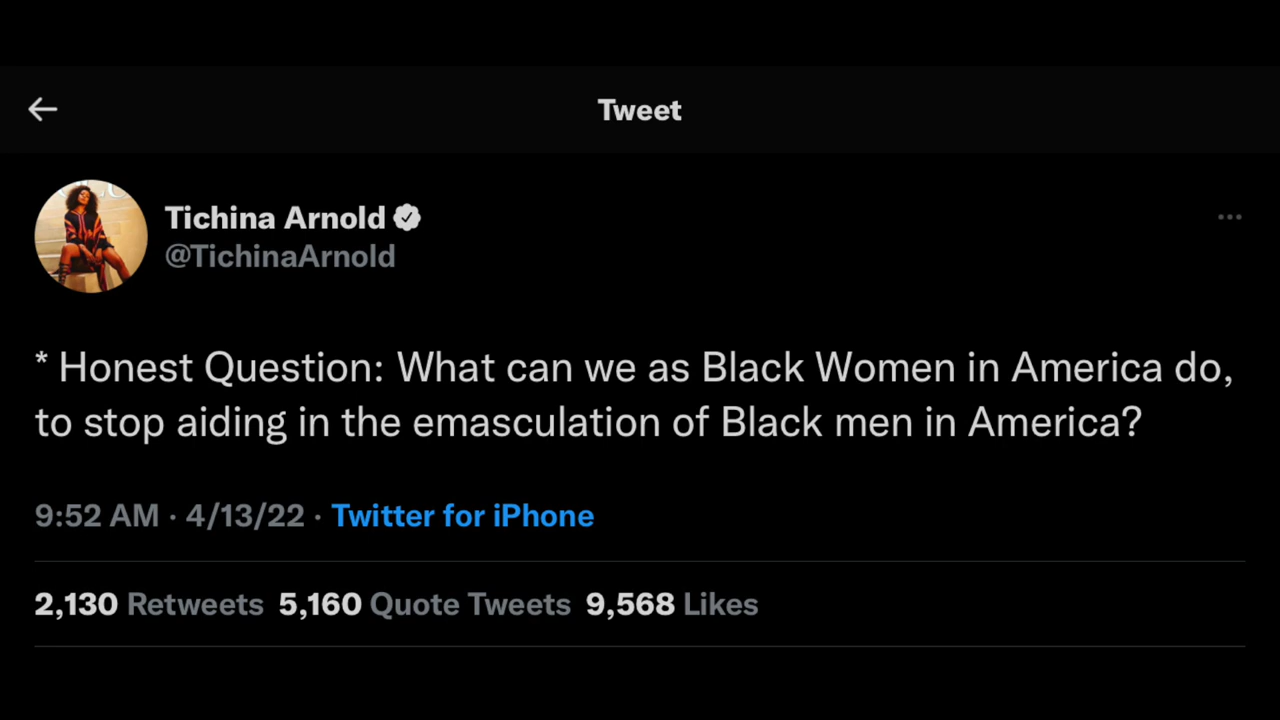 Tweet
Tichina Arnold
@TichinaArnold
* Honest Question: What can we as Black Women in America do,
to stop aiding in the emasculation of Black men in America?
9:52 AM · 4/13/22 · Twitter for iPhone
2,130 Retweets 5,160 Quote Tweets 9,568 Likes